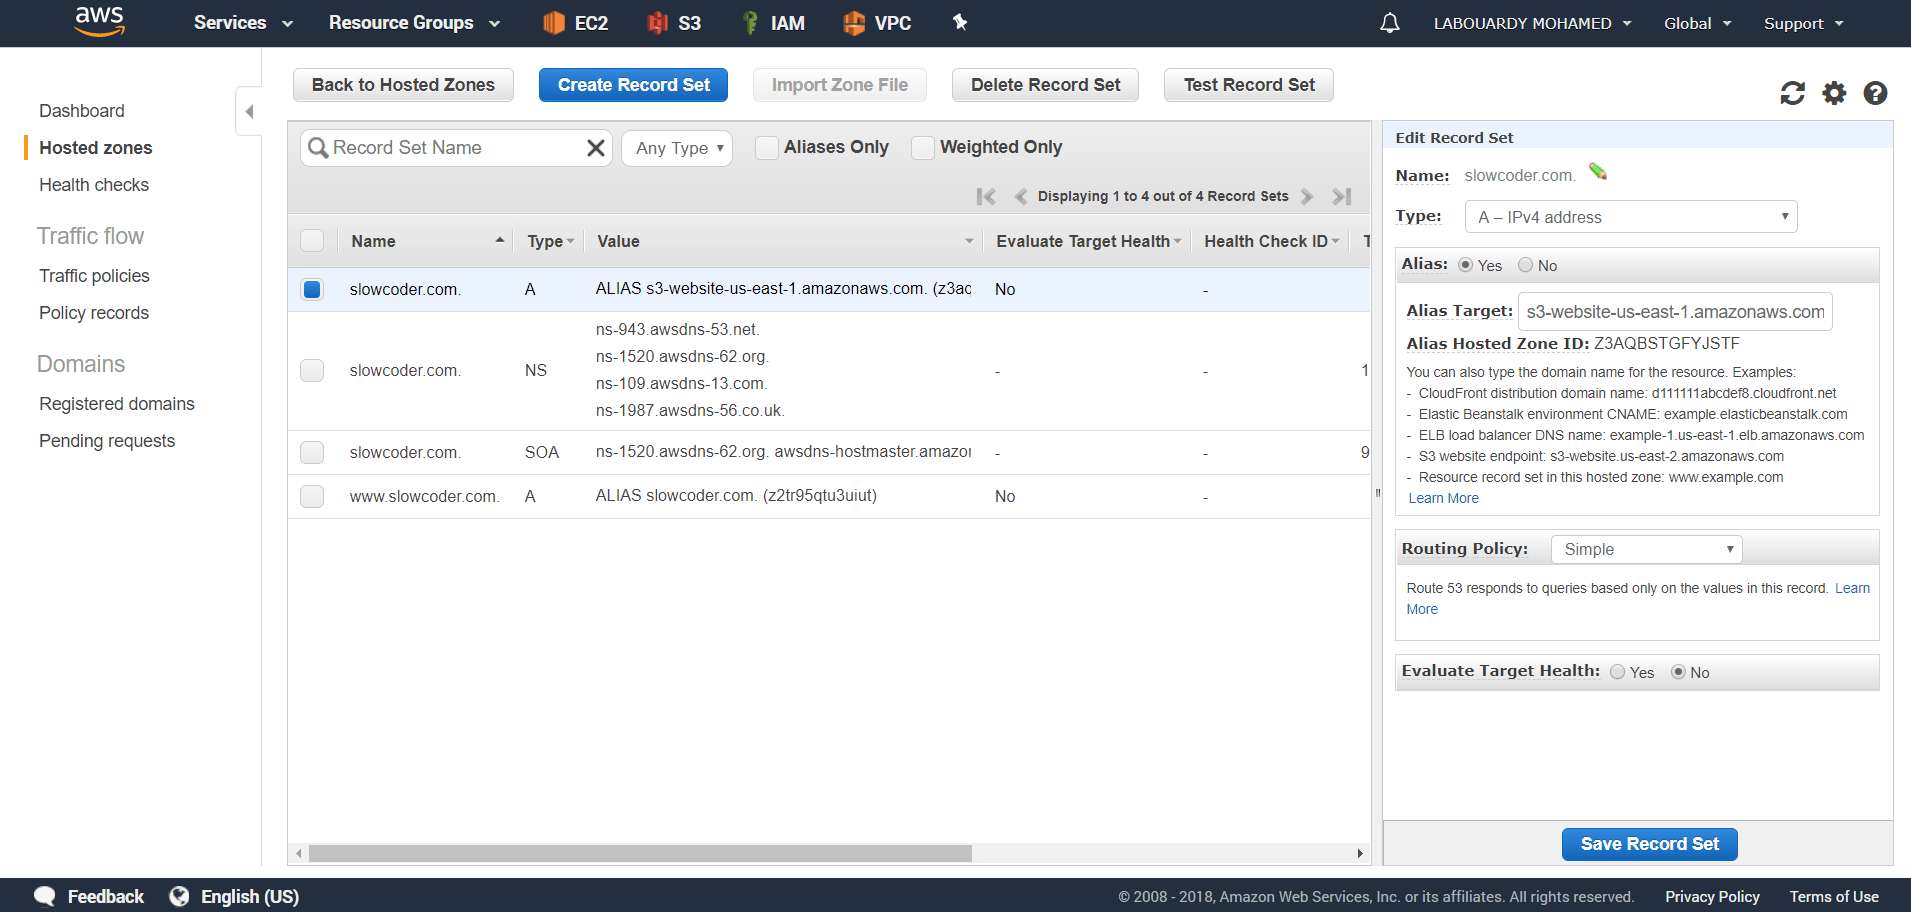 aws Services Resource Groups EC2 S3 IAM VPC LABOUARDY MOHAMED Global Support
Back to Hosted Zones Create Record Set Import Zone File Delete Record Set Test Record Set
Dashboard
Hosted zones
Health checks
Traffic flow
Traffic policies
Policy records
Domains
Registered domains
Pending requests
Record Set Name Any Type Aliases Only Weighted Only
Displaying 1 to 4 out of 4 Record Sets
Name Type Value Evaluate Target Health Health Check ID T
slowcoder.com. A ALIAS s3-website-us-east-1.amazonaws.com. (z3aq No -
ns-943.awsdns-53.net.
ns-1520.awsdns-62.org.
slowcoder.com. NS - - 1
ns-109.awsdns-13.com.
ns-1987.awsdns-56.co.uk.
slowcoder.com. SOA ns-1520.awsdns-62.org. awsdns-hostmaster.amazon - - 9
www.slowcoder.com. A ALIAS slowcoder.com. (z2tr95qtu3uiut) No -
Edit Record Set
Name: slowcoder.com.
Type: A – IPv4 address
Alias: Yes No
Alias Target: s3-website-us-east-1.amazonaws.com
Alias Hosted Zone ID: Z3AQBSTGFYJSTF
You can also type the domain name for the resource. Examples:
- CloudFront distribution domain name: d111111abcdef8.cloudfront.net
- Elastic Beanstalk environment CNAME: example.elasticbeanstalk.com
- ELB load balancer DNS name: example-1.us-east-1.elb.amazonaws.com
- S3 website endpoint: s3-website.us-east-2.amazonaws.com
- Resource record set in this hosted zone: www.example.com
Learn More
Routing Policy: Simple
Route 53 responds to queries based only on the values in this record. Learn
More
Evaluate Target Health: Yes No
Save Record Set
Feedback English (US) © 2008 - 2018, Amazon Web Services, Inc. or its affiliates. All rights reserved. Privacy Policy Terms of Use